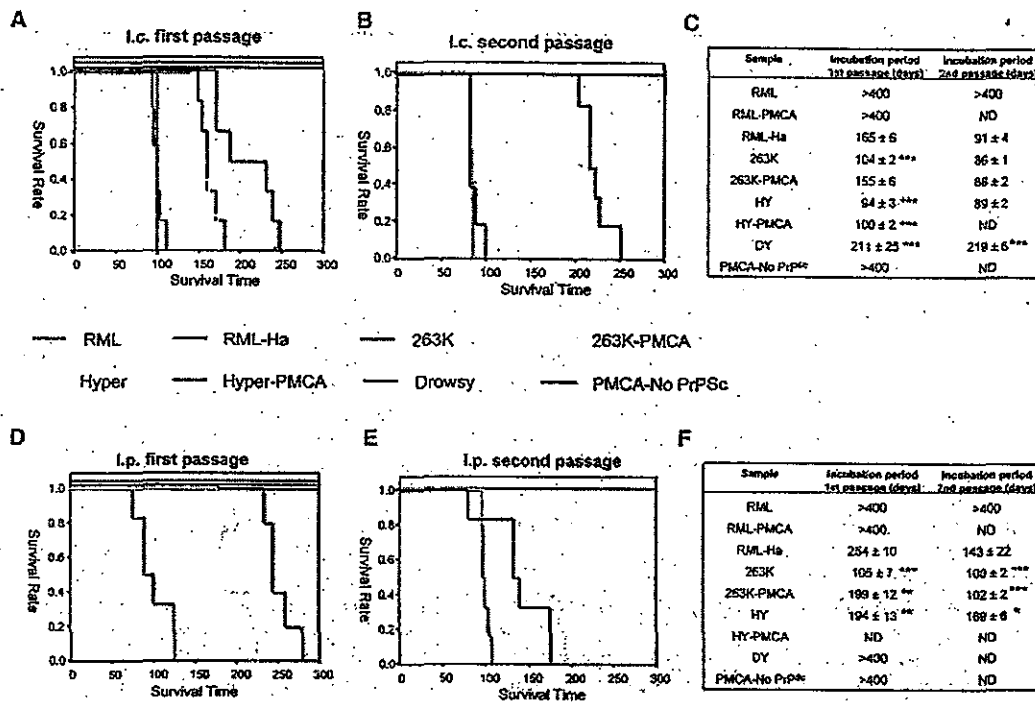 A
I.c. first passage
Survival Rate
1.0
0.8
0.6
0.4
0.2
0.0
0 50 100 150 200 250 300
Survival Time
B
I.c. second passage
Survival Rate
1.0
0.8
0.6
0.4
0.2
0.0
0 50 100 150 200 250 300
Survival Time
C
Sample Incubation period 1st passage (days) Incubation period 2nd passage (days)
RML >400 >400
RML-PMCA >400 ND
RML-Ha 165 ± 6 91 ± 4
263K 104 ± 2 *** 86 ± 1
263K-PMCA 155 ± 6 88 ± 2
HY 94 ± 3 *** 89 ± 2
HY-PMCA 100 ± 2 *** ND
DY 211 ± 25 *** 219 ± 6 ***
PMCA-No PrPSc >400 ND
RML RML-Ha 263K 263K-PMCA
Hyper Hyper-PMCA Drowsy PMCA-No PrPSc
D
I.p. first passage
Survival Rate
1.0
0.8
0.6
0.4
0.2
0.0
0 50 100 150 200 250 300
Survival Time
E
I.p. second passage
Survival Rate
1.0
0.8
0.6
0.4
0.2
0.0
0 50 100 150 200 250 300
Survival Time
F
Sample Incubation period 1st passage (days) Incubation period 2nd passage (days)
RML >400 >400
RML-PMCA >400 ND
RML-Ha 254 ± 10 143 ± 22
263K 105 ± 7 *** 100 ± 2 ***
263K-PMCA 199 ± 12 ** 102 ± 2 ***
HY 194 ± 13 ** 169 ± 6 *
HY-PMCA ND ND
DY >400 ND
PMCA-No PrPSc >400 ND